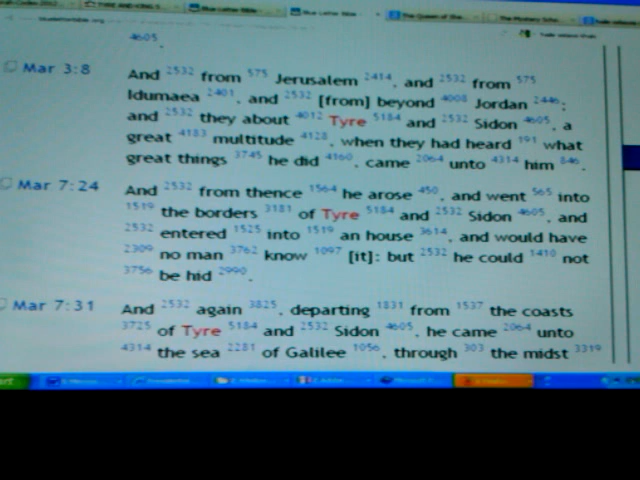 Blue Letter Bible
Blue Letter Bible
4605 .
Mar 3:8 And 2532 from 575 Jerusalem 2414 , and 2532 from 575
Idumaea 2401 , and 2532 [from] beyond 4008 Jordan 2446 ;
and 2532 they about 4012 Tyre 5184 and 2532 Sidon 4605 , a
great 4183 multitude 4128 , when they had heard 191 what
great things 3745 he did 4160 , came 2064 unto 4314 him 846 .
Mar 7:24 And 2532 from thence 1564 he arose 450 , and went 565 into
1519 the borders 3181 of Tyre 5184 and 2532 Sidon 4605 , and
2532 entered 1525 into 1519 an house 3614 , and would have
2309 no man 3762 know 1097 [it]: but 2532 he could 1410 not
3756 be hid 2990 .
Mar 7:31 And 2532 again 3825 , departing 1831 from 1537 the coasts
3725 of Tyre 5184 and 2532 Sidon 4605 , he came 2064 unto
4314 the sea 2281 of Galilee 1056 , through 303 the midst 3319